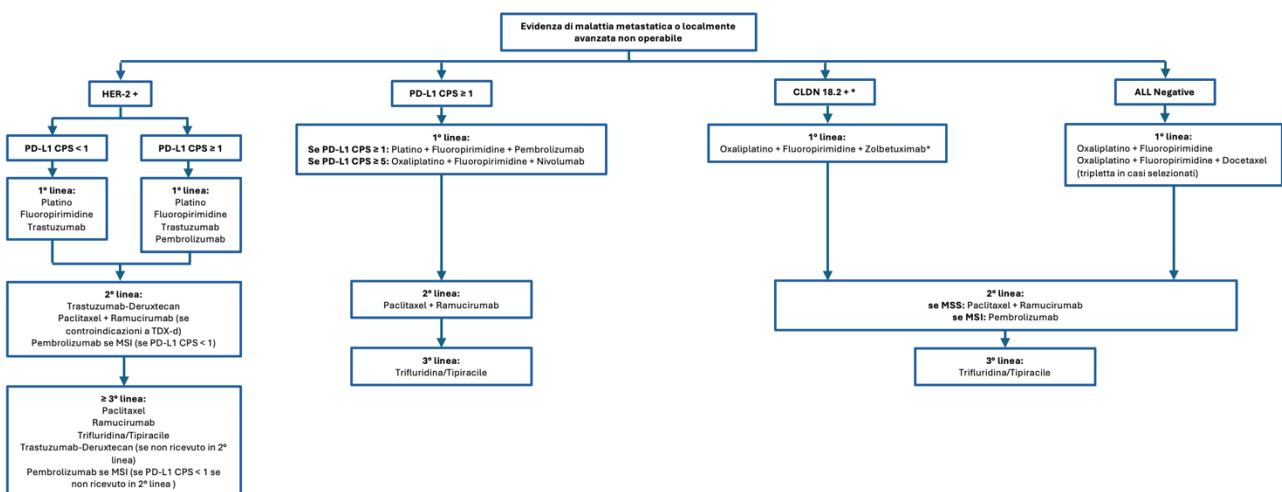 Evidenza di malattia metastatica o localmente
avanzata non operabile
HER-2 +
PD-L1 CPS ≥ 1
CLDN 18.2 + *
ALL Negative
PD-L1 CPS < 1
PD-L1 CPS ≥ 1
1° linea:
Platino
Fluoropirimidine
Trastuzumab
1° linea:
Platino
Fluoropirimidine
Trastuzumab
Pembrolizumab
1° linea:
Se PD-L1 CPS ≥ 1: Platino + Fluoropirimidine + Pembrolizumab
Se PD-L1 CPS ≥ 5: Oxaliplatino + Fluoropirimidine + Nivolumab
1° linea:
Oxaliplatino + Fluoropirimidine + Zolbetuximab*
1° linea:
Oxaliplatino + Fluoropirimidine
Oxaliplatino + Fluoropirimidine + Docetaxel
(tripletta in casi selezionati)
2° linea:
Trastuzumab-Deruxtecan
Paclitaxel + Ramucirumab (se
controindicazioni a TDX-d)
Pembrolizumab se MSI (se PD-L1 CPS < 1)
2° linea:
Paclitaxel + Ramucirumab
2° linea:
se MSS: Paclitaxel + Ramucirumab
se MSI: Pembrolizumab
≥ 3° linea:
Paclitaxel
Ramucirumab
Trifluridina/Tipiracile
Trastuzumab-Deruxtecan (se non ricevuto in 2°
linea)
Pembrolizumab se MSI (se PD-L1 CPS < 1 se
non ricevuto in 2° linea )
3° linea:
Trifluridina/Tipiracile
3° linea:
Trifluridina/Tipiracile